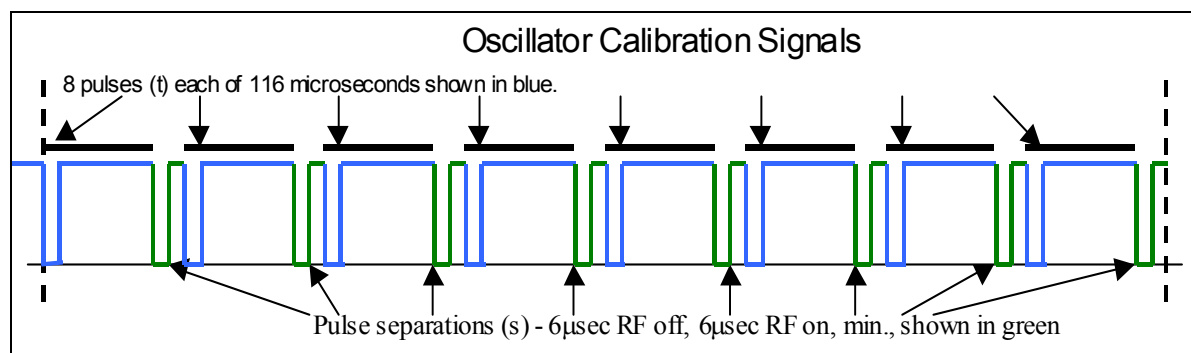 Oscillator Calibration Signals
8 pulses (t) each of 116 microseconds shown in blue.
Pulse separations (s) - 6μsec RF off, 6μsec RF on, min., shown in green